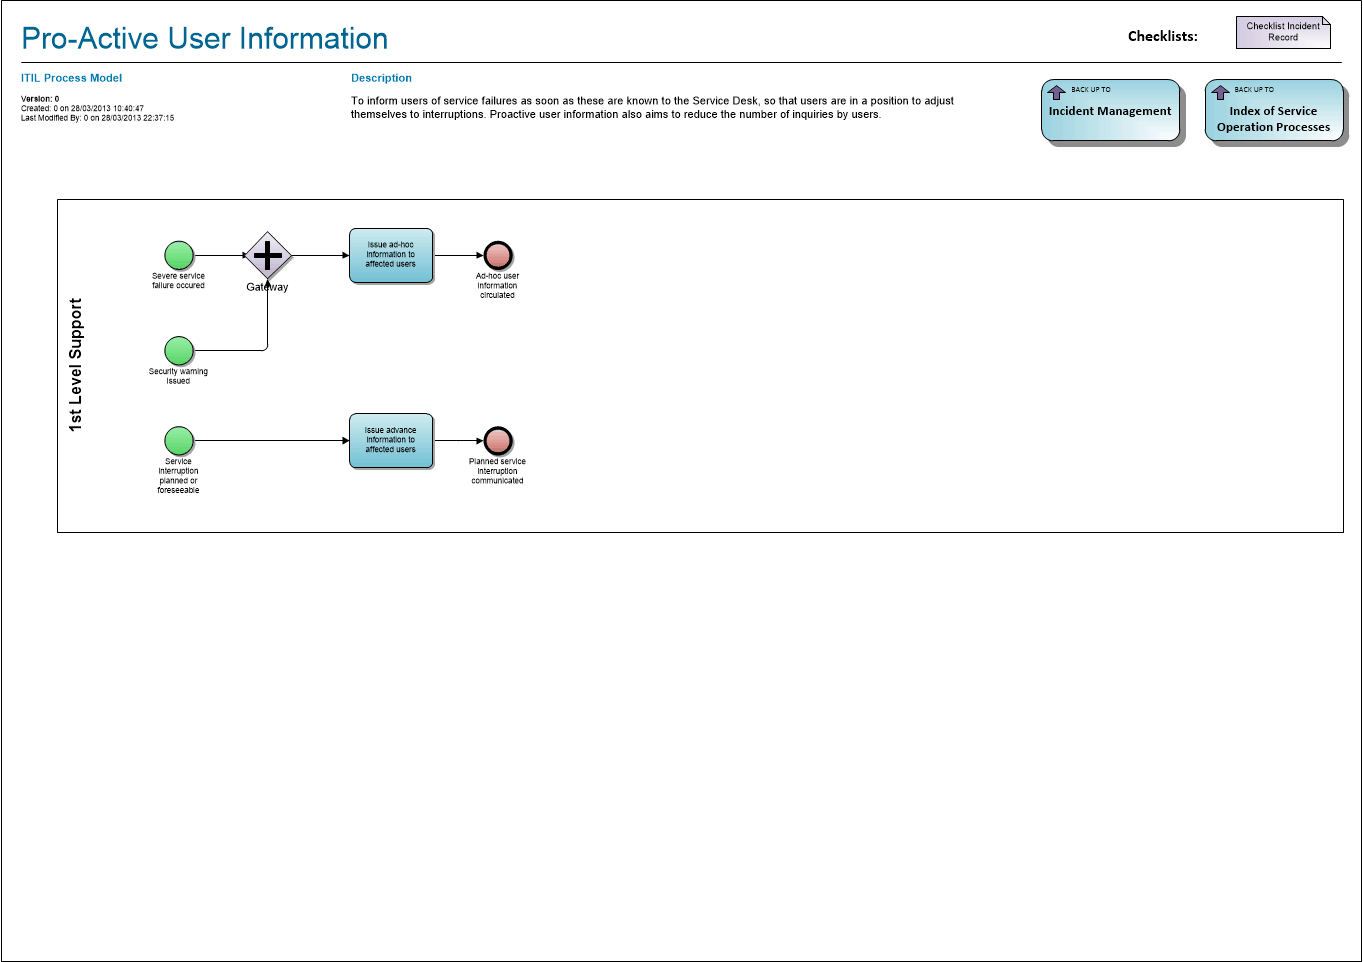 Pro-Active User Information
Checklists:
Checklist Incident
Record
ITIL Process Model
Version: 0
Created: 0 on 28/03/2013 10:40:47
Last Modified By: 0 on 28/03/2013 22:37:15
Description
To inform users of service failures as soon as these are known to the Service Desk, so that users are in a position to adjust
themselves to interruptions. Proactive user information also aims to reduce the number of inquiries by users.
BACK UP TO
Incident Management
BACK UP TO
Index of Service
Operation Processes
1st Level Support
Severe service
failure occured
Gateway
Issue ad-hoc
information to
affected users
Ad-hoc user
information
circulated
Security warning
issued
Service
interruption
planned or
foreseeable
Issue advance
information to
affected users
Planned service
interruption
communicated